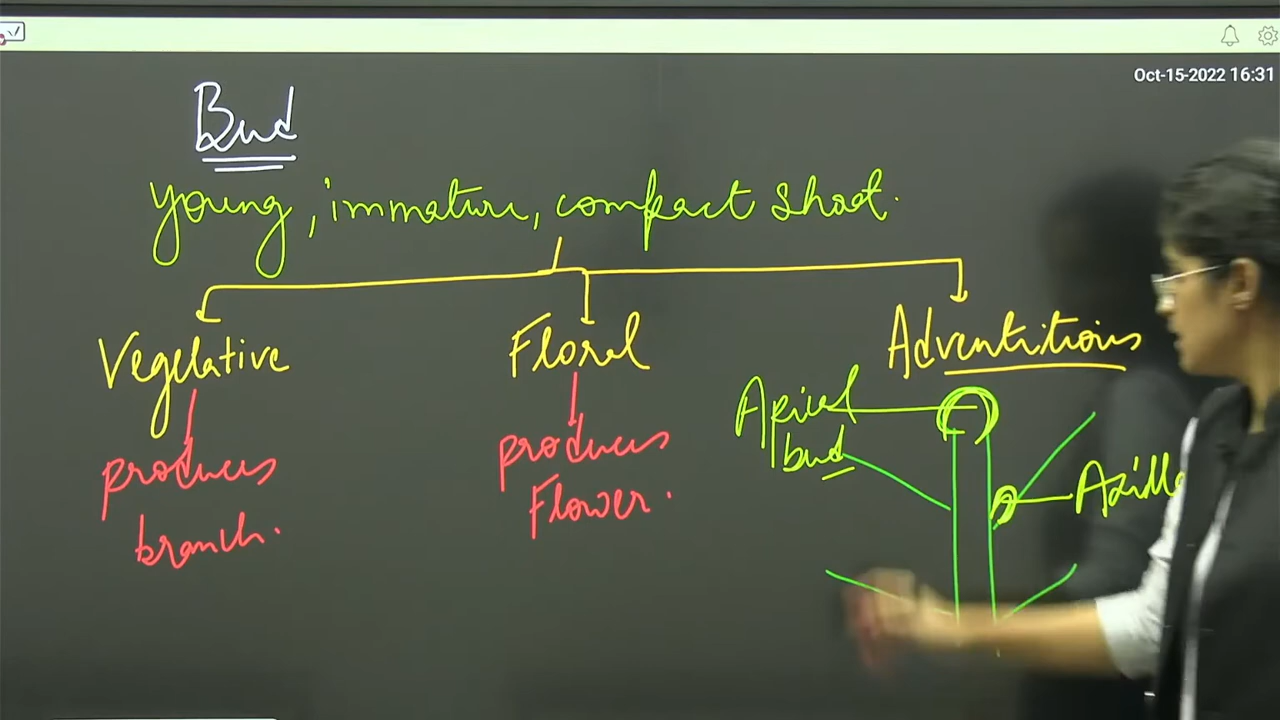 Oct-15-2022 16:31
Bud
young, immature, compact shoot.
Vegetative
Floral
Adventitious
produces
branch.
produces
Flower.
Apical
bud